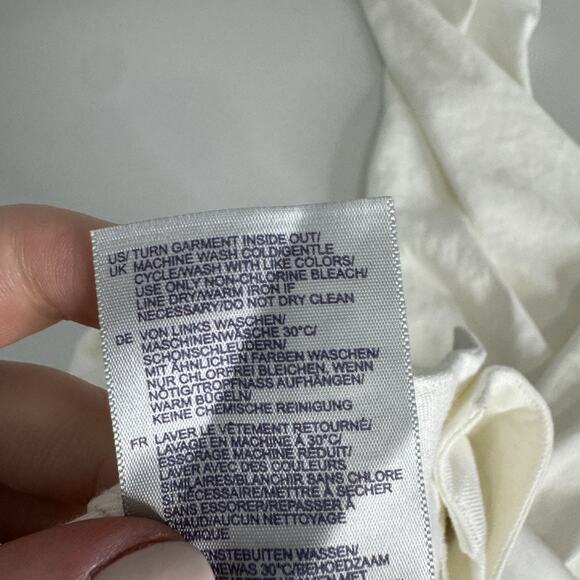 US/ TURN GARMENT INSIDE OUT/
UK MACHINE WASH COLD/GENTLE
CYCLE/WASH WITH LIKE COLORS/
USE ONLY NON-CHLORINE BLEACH/
LINE DRY/WARM IRON IF
NECESSARY/DO NOT DRY CLEAN
DE VON LINKS WASCHEN/
MASCHINENWÄSCHE 30°C/
SCHONSCHLEUDERN/
MIT ÄHNLICHEN FARBEN WASCHEN/
NUR CHLORFREI BLEICHEN, WENN
NÖTIG/TROPFNASS AUFHÄNGEN/
WARM BÜGELN/
KEINE CHEMISCHE REINIGUNG
FR LAVER LE VÊTEMENT RETOURNÉ/
LAVAGE EN MACHINE À 30°C/
ESSORAGE MACHINE RÉDUIT/
LAVER AVEC DES COULEURS
SIMILAIRES/BLANCHIR SANS CHLORE
SI NÉCESSAIRE/METTRE À SÉCHER
SANS ESSORER/REPASSER À
CHAUD/AUCUN NETTOYAGE
WASSEN/
30°C/BEHOEDZAAM
MET